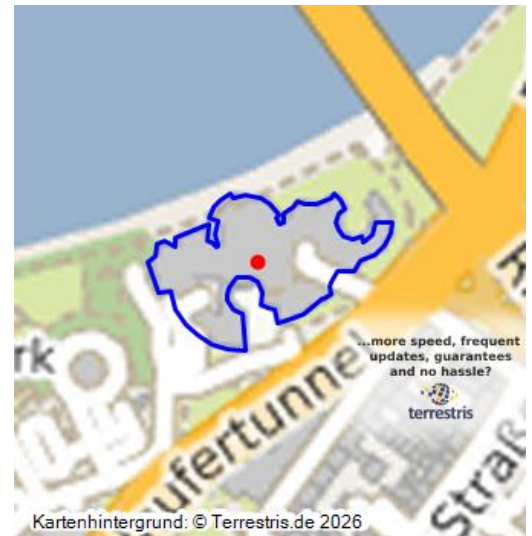 rk
...more speed, frequent
updates, guarantees
and no hassle?
terrestris
ufertunnel
Straß
Kartenhintergrund: © Terrestris.de 2026